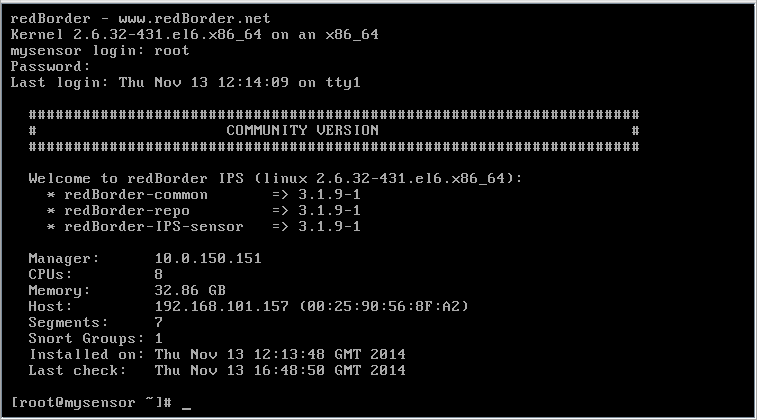 redBorder - www.redBorder.net
Kernel 2.6.32-431.el6.x86_64 on an x86_64
mysensor login: root
Password:
Last login: Thu Nov 13 12:14:09 on tty1
####################################################################
# COMMUNITY VERSION #
####################################################################
Welcome to redBorder IPS (linux 2.6.32-431.el6.x86_64):
* redBorder-common => 3.1.9-1
* redBorder-repo => 3.1.9-1
* redBorder-IPS-sensor => 3.1.9-1
Manager: 10.0.150.151
CPUs: 8
Memory: 32.86 GB
Host: 192.168.101.157 (00:25:90:56:8F:A2)
Segments: 7
Snort Groups: 1
Installed on: Thu Nov 13 12:13:48 GMT 2014
Last check: Thu Nov 13 16:48:50 GMT 2014
[root@mysensor ~]# _